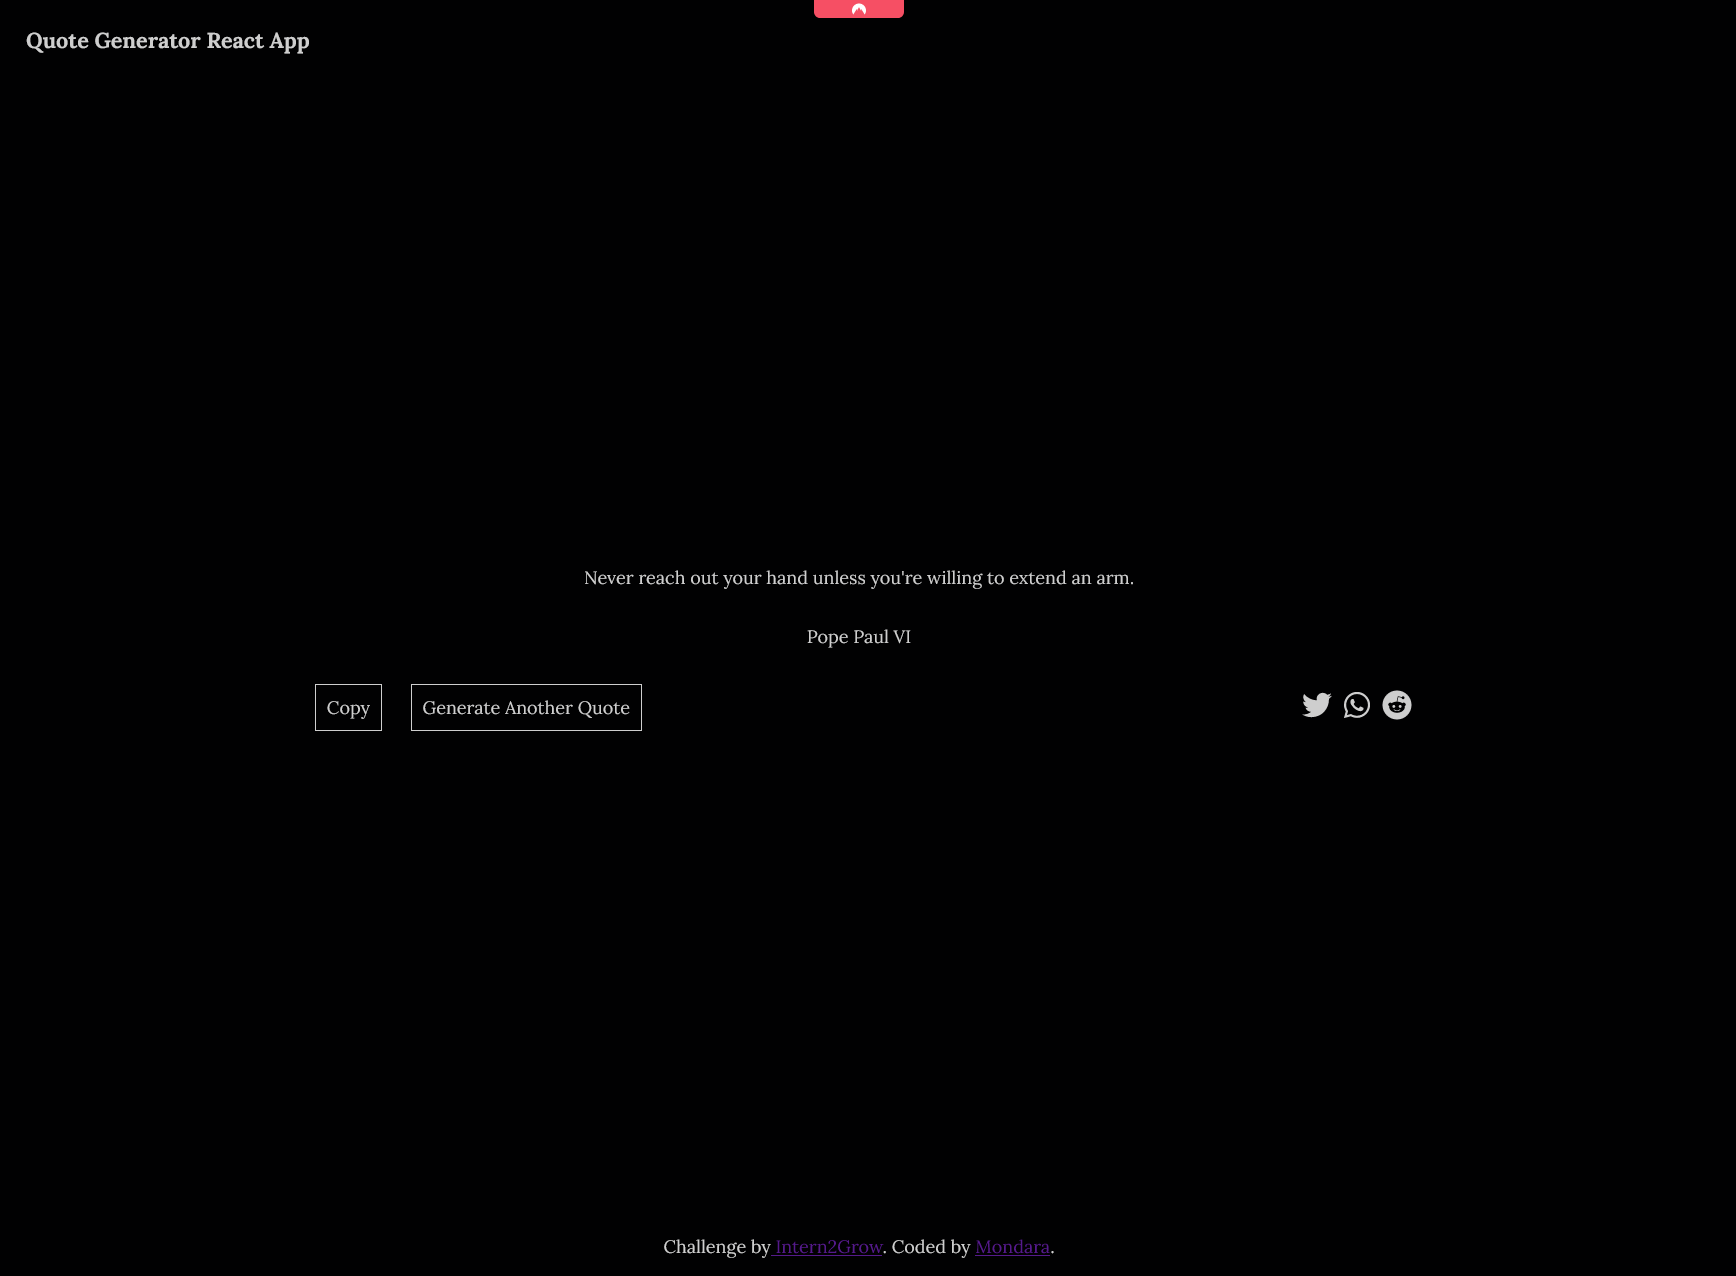 Quote Generator React App
Never reach out your hand unless you're willing to extend an arm.
Pope Paul VI
Copy
Generate Another Quote
Challenge by Intern2Grow. Coded by Mondara.